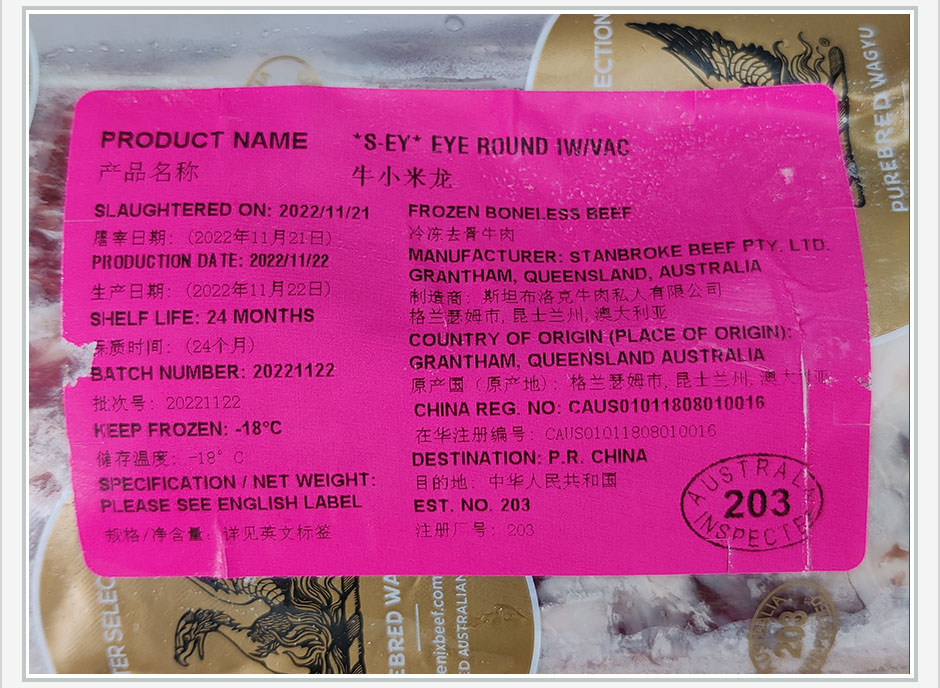 ECTION
PUREBRED WAGYU
PRODUCT NAME
产品名称
*S-EY* EYE ROUND IW/VAC
牛小米龙
SLAUGHTERED ON: 2022/11/21
屠宰日期: (2022年11月21日)
PRODUCTION DATE: 2022/11/22
生产日期: (2022年11月22日)
SHELF LIFE: 24 MONTHS
保质时间: (24个月)
BATCH NUMBER: 20221122
批次号: 20221122
KEEP FROZEN: -18°C
储存温度: -18°C
SPECIFICATION / NET WEIGHT:
PLEASE SEE ENGLISH LABEL
规格/净含量: 详见英文标签
FROZEN BONELESS BEEF
冷冻去骨牛肉
MANUFACTURER: STANBROKE BEEF PTY. LTD.
GRANTHAM, QUEENSLAND, AUSTRALIA
制造商: 斯坦布洛克牛肉私人有限公司
格兰瑟姆市, 昆士兰州, 澳大利亚
COUNTRY OF ORIGIN (PLACE OF ORIGIN):
GRANTHAM, QUEENSLAND AUSTRALIA
原产国 (原产地): 格兰瑟姆市, 昆士兰州, 澳大利亚
CHINA REG. NO: CAUS01011808010016
在华注册编号: CAUS01011808010016
DESTINATION: P.R. CHINA
目的地: 中华人民共和国
EST. NO. 203
注册厂号: 203
AUSTRALIA
203
INSPECTED
TER SELEC
EBRED WA
enixbeef.com
ED AUSTRALIAN
203